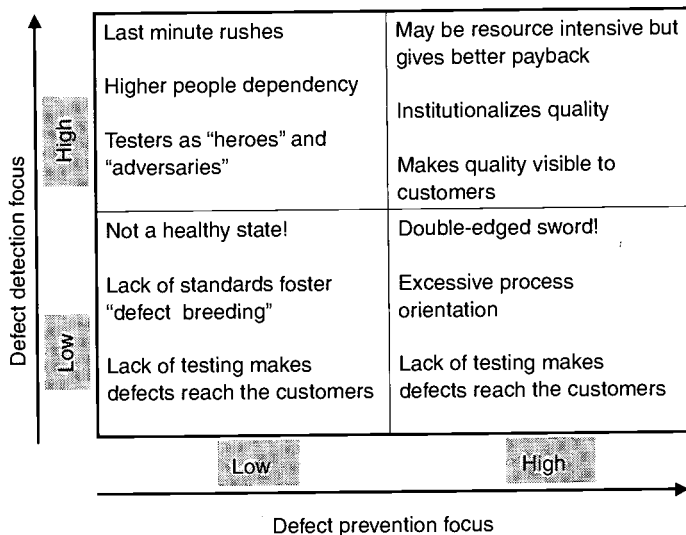 Last minute rushes
Higher people dependency
Testers as “heroes” and
“adversaries”
May be resource intensive but
gives better payback
Institutionalizes quality
Makes quality visible to
customers
Not a healthy state!
Lack of standards foster
“defect breeding”
Lack of testing makes
defects reach the customers
Double-edged sword!
Excessive process
orientation
Lack of testing makes
defects reach the customers
Defect detection focus
High
Low
Low
High
Defect prevention focus